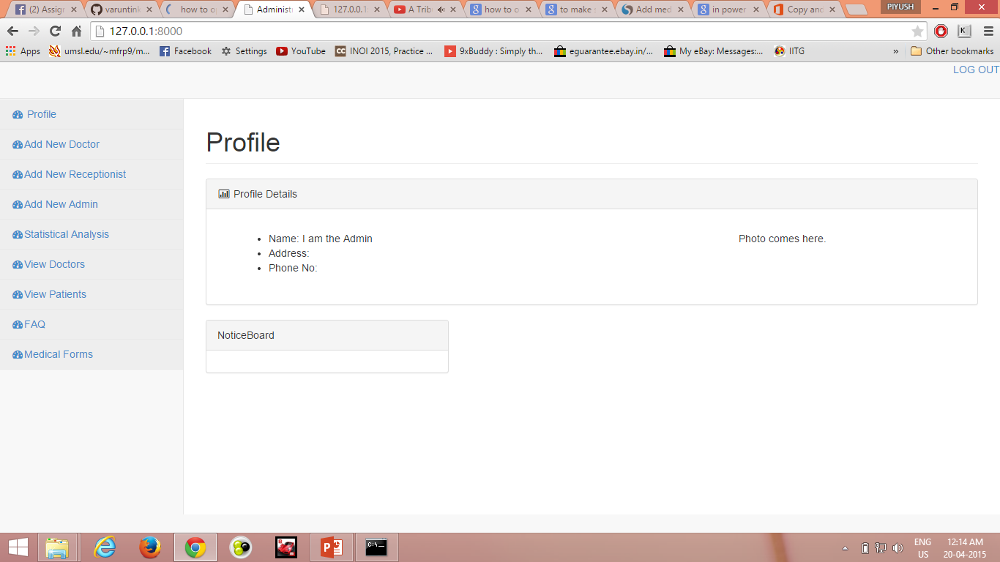 (2) Assign
varuntink
how to op
Administr
127.0.0.1
A Trib
how to o
to make s
Add med
in power
Copy and
PIYUSH
127.0.0.1:8000
K
Apps
umsl.edu/~mfrp9/m...
Facebook
Settings
YouTube
CC
INOI 2015, Practice ...
9xBuddy : Simply th...
eguarantee.ebay.in/...
My eBay: Messages:...
IITG
»
Other bookmarks
LOG OUT
Profile
Add New Doctor
Add New Receptionist
Add New Admin
Statistical Analysis
View Doctors
View Patients
FAQ
Medical Forms
Profile
Profile Details
• Name: I am the Admin
• Address:
• Phone No:
Photo comes here.
NoticeBoard
ENG
US
12:14 AM
20-04-2015